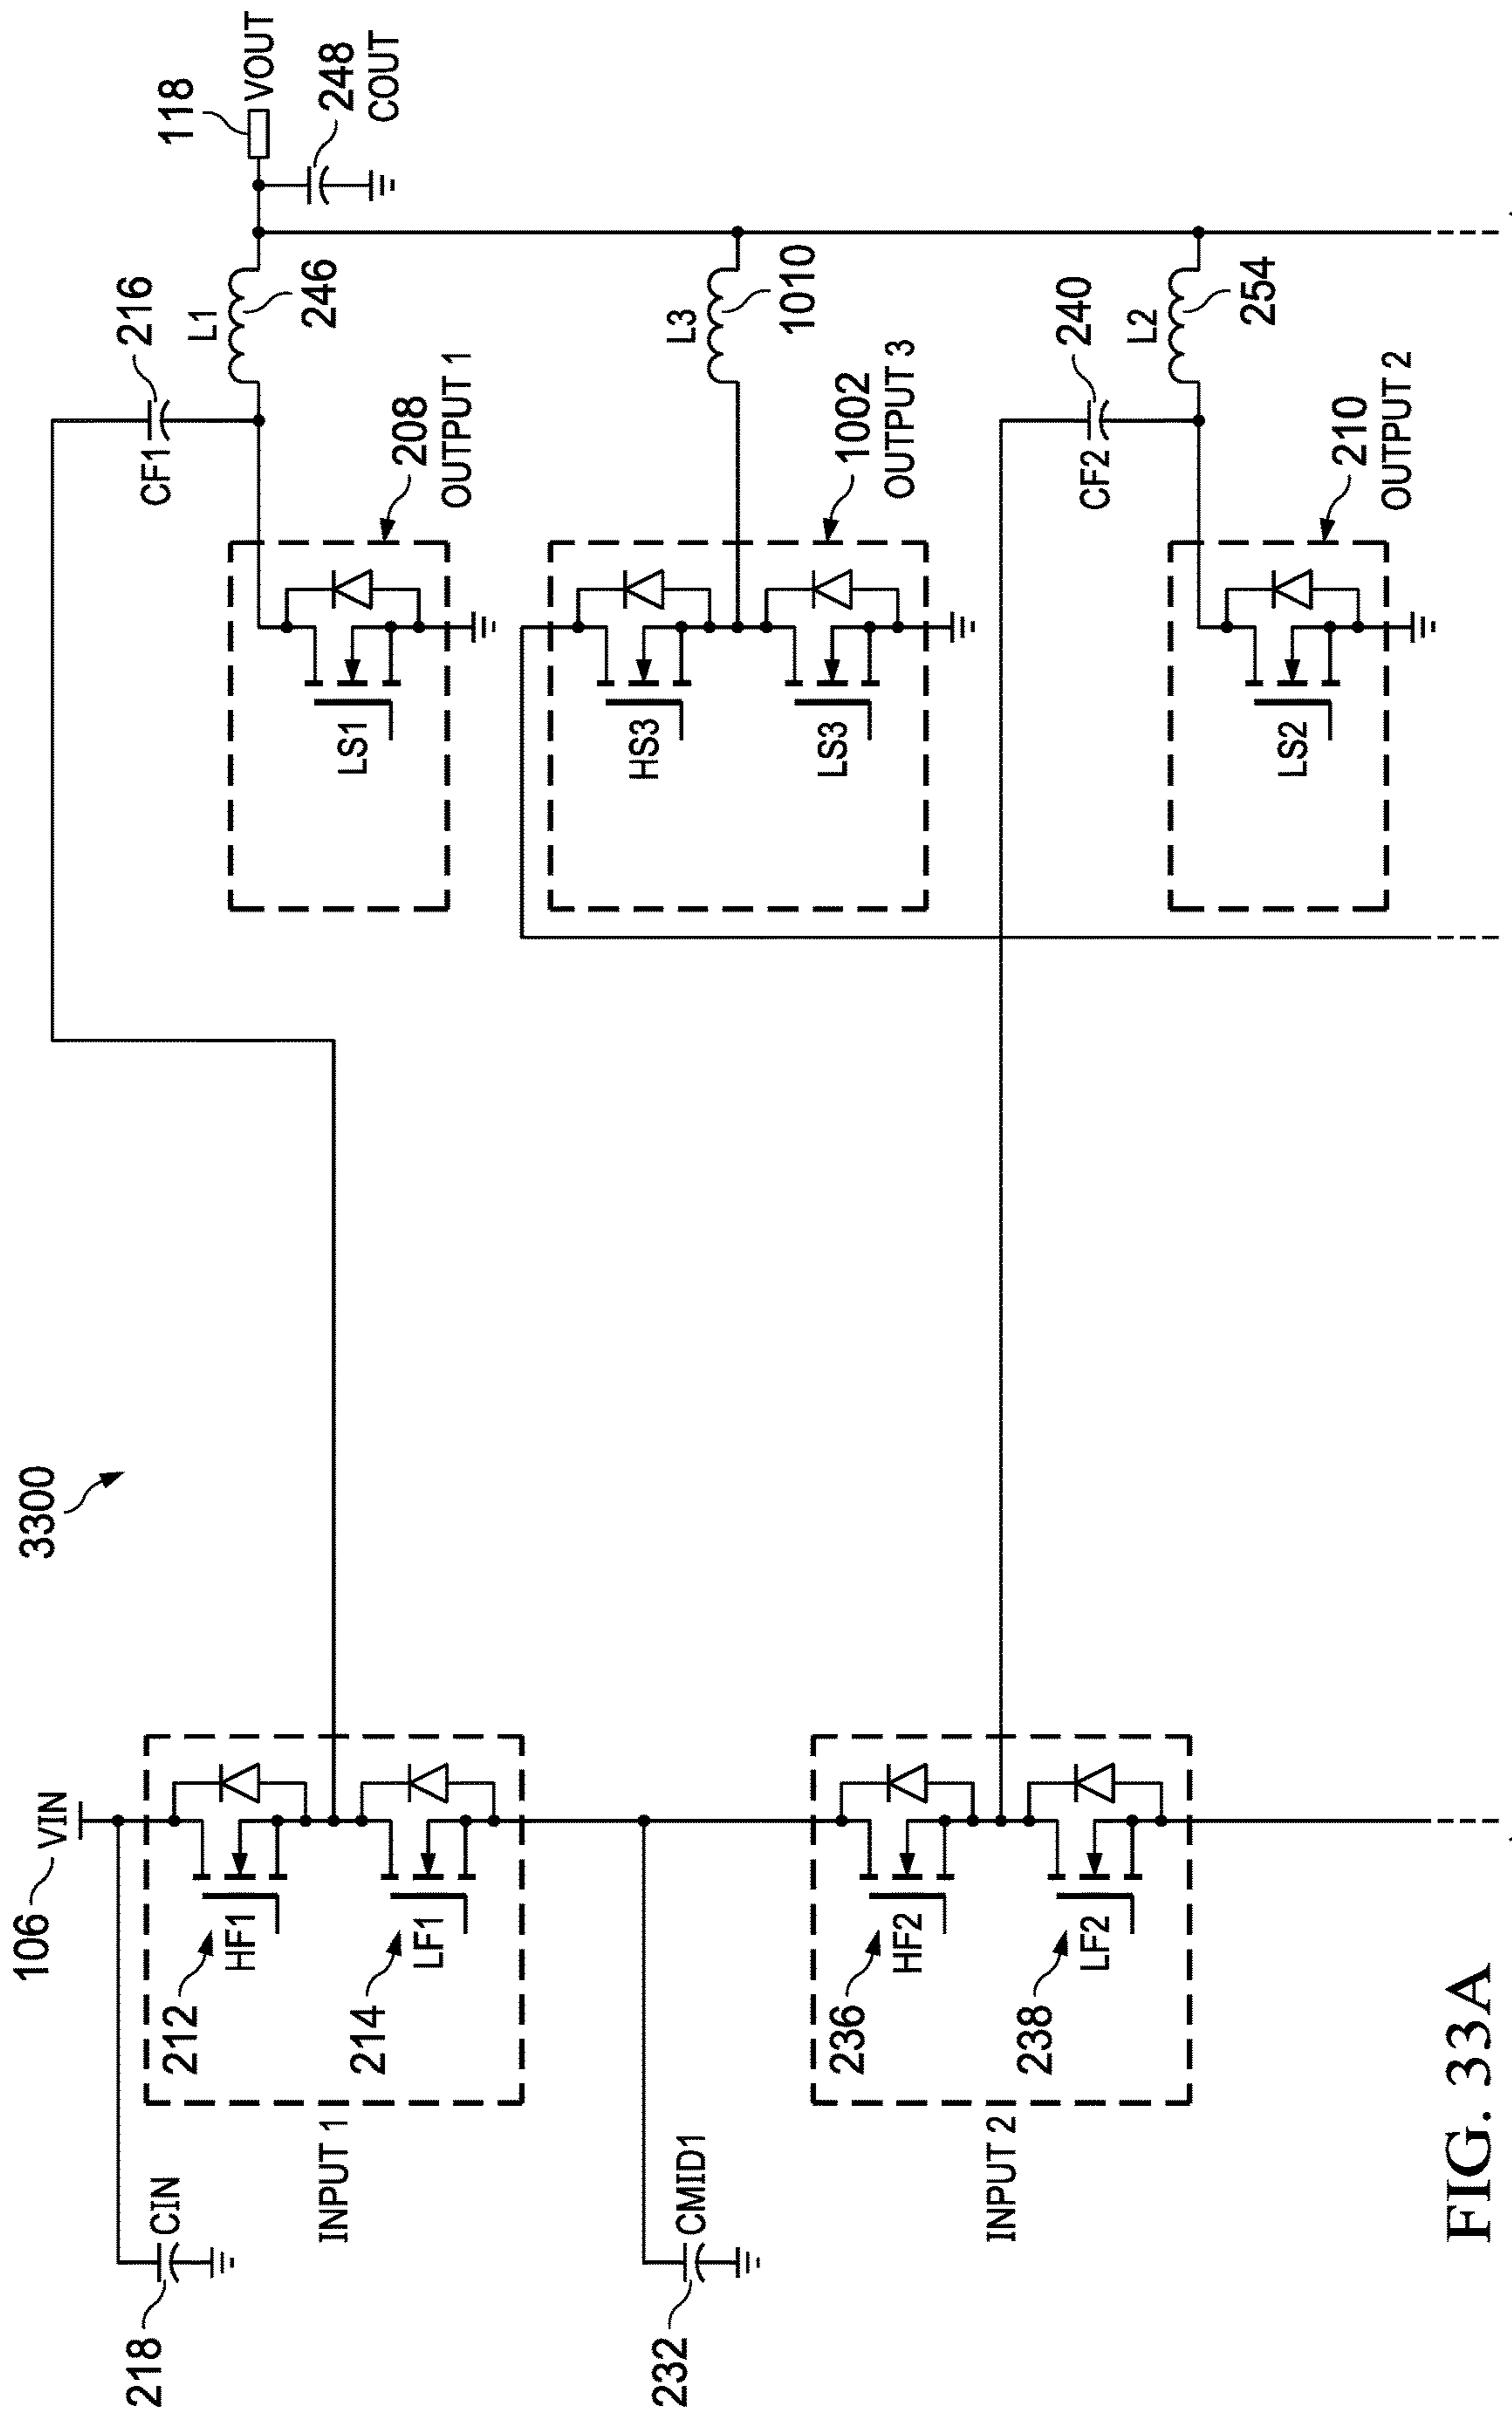 3300
106
VIN
218
CIN
212
HF1
214
LF1
INPUT 1
232
CMID1
236
HF2
238
LF2
INPUT 2
CF1
216
L1
246
118
VOUT
248
COUT
LS1
208
OUTPUT 1
HS3
LS3
1002
OUTPUT 3
L3
1010
CF2
240
L2
254
LS2
210
OUTPUT 2
FIG. 33A